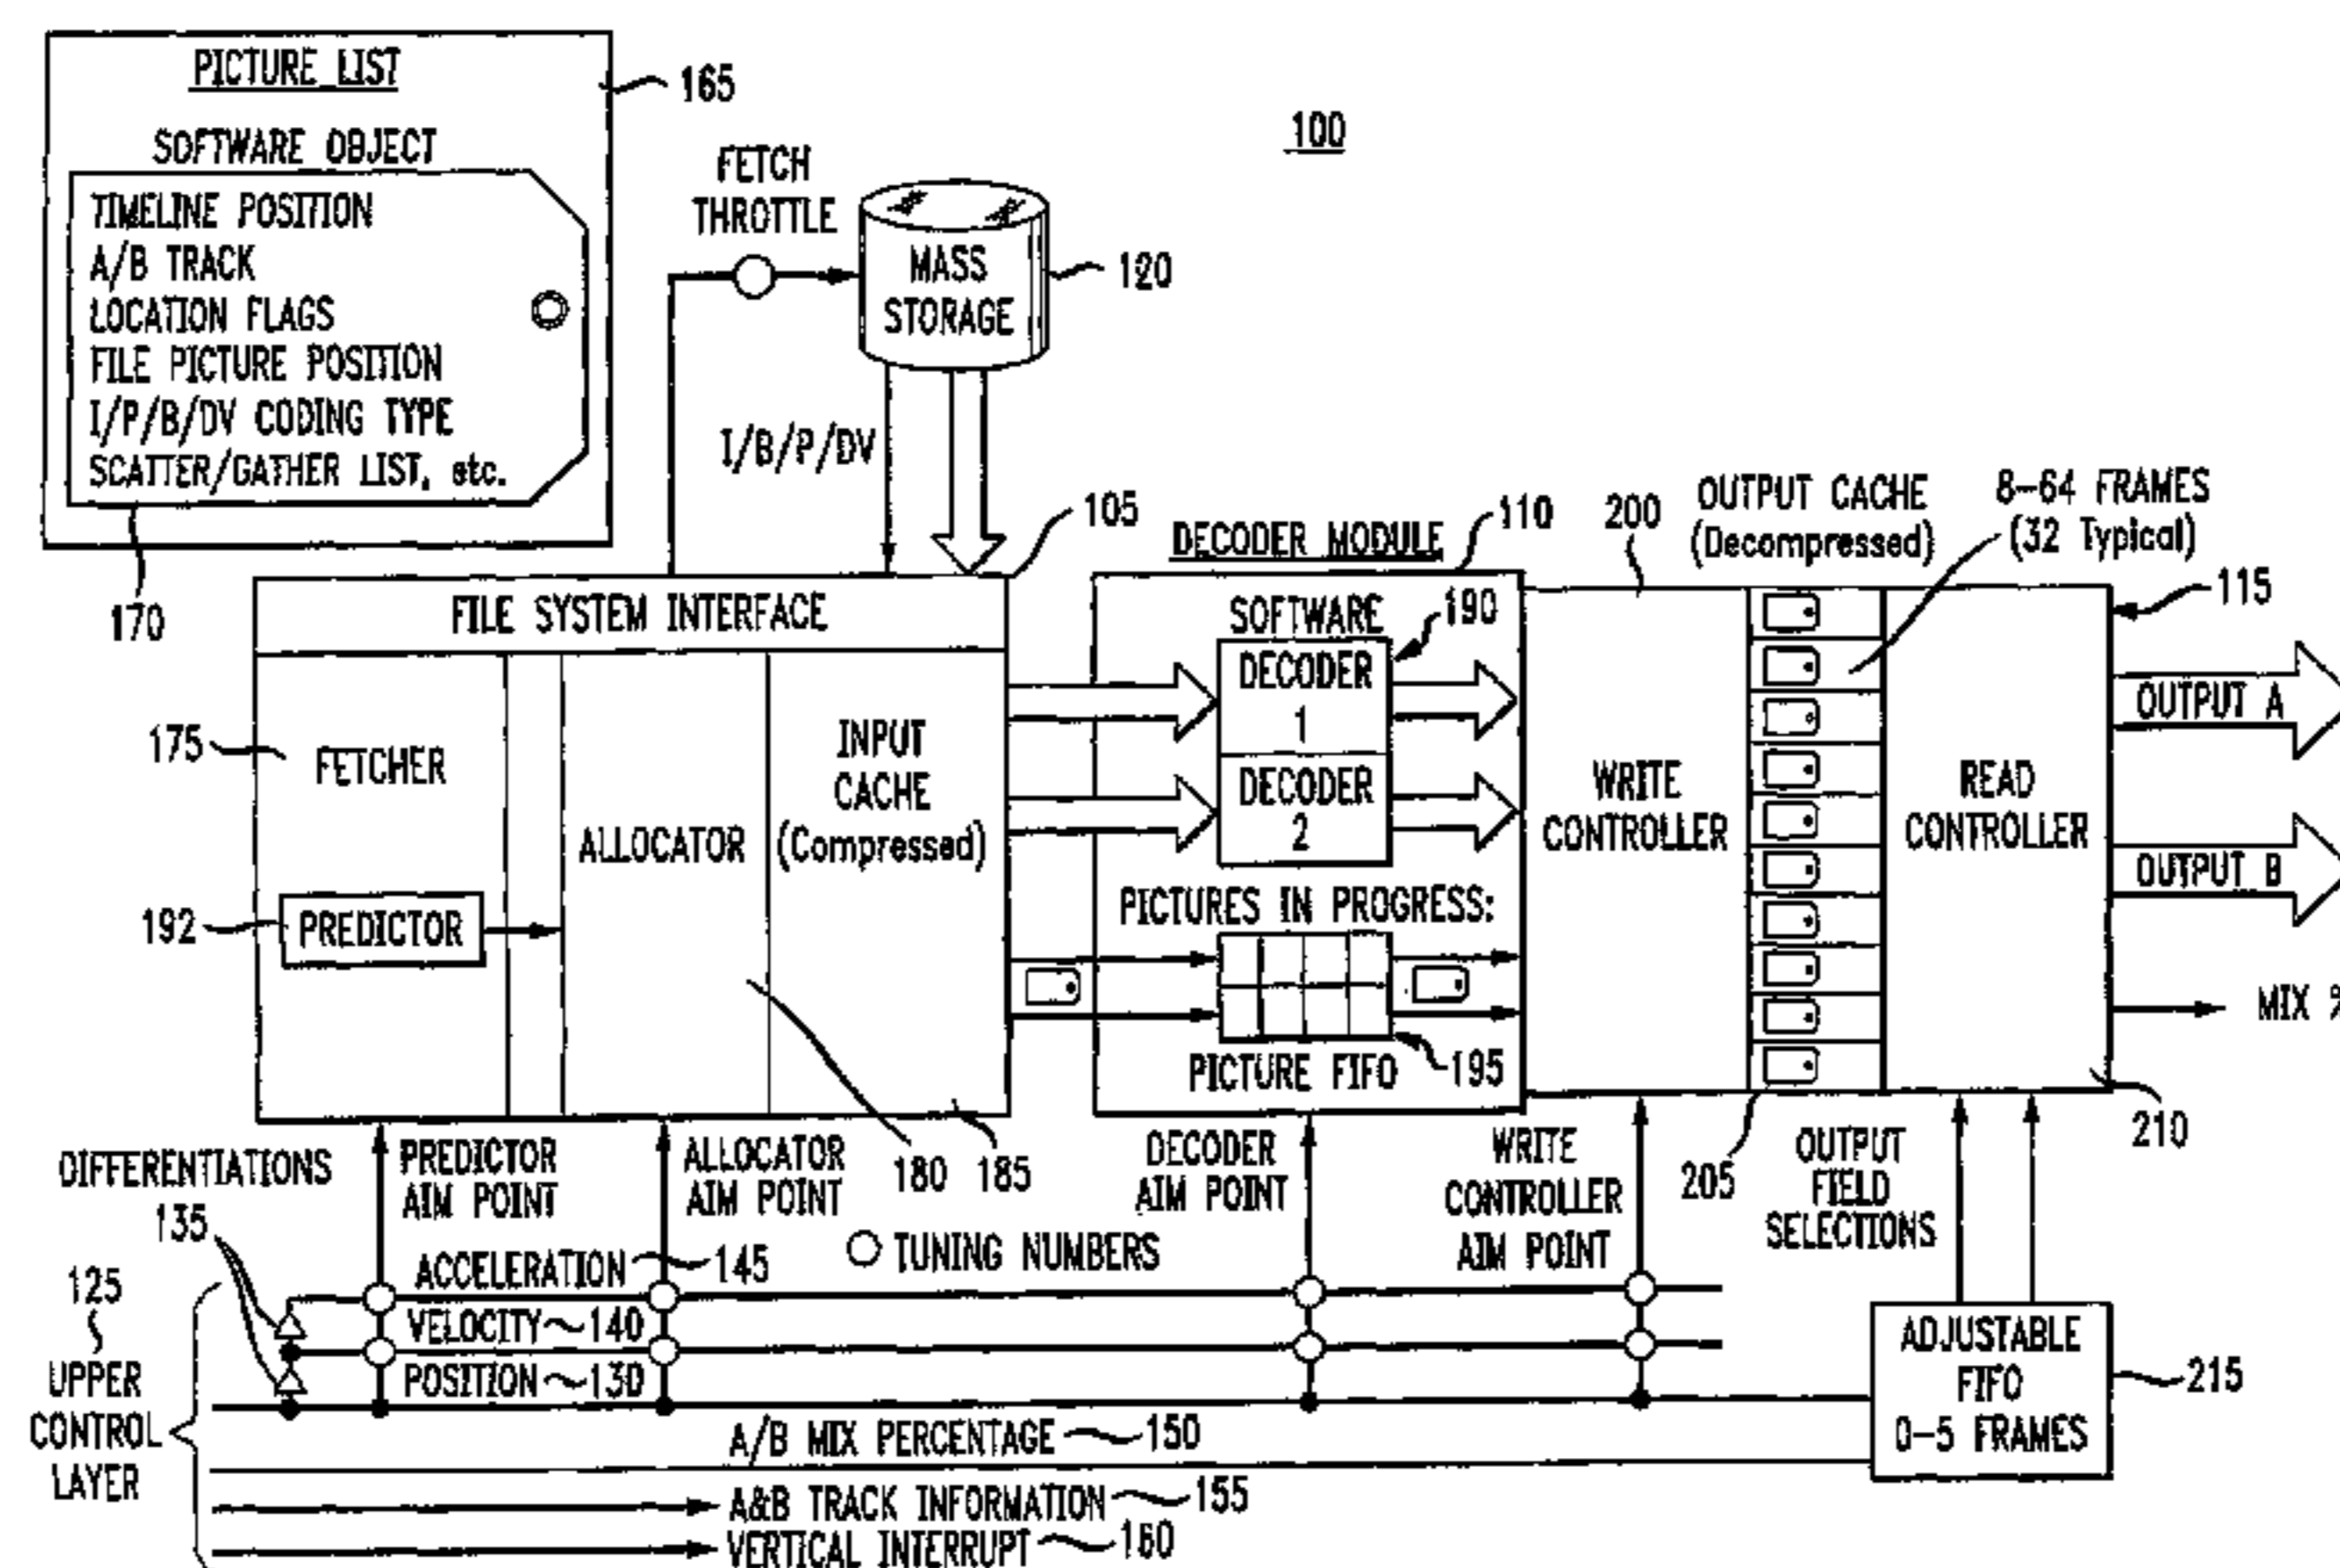 PICTURE LIST
165
SOFTWARE OBJECT
TIMELINE POSITION
A/B TRACK
LOCATION FLAGS
FILE PICTURE POSITION
I/P/B/DV CODING TYPE
SCATTER/GATHER LIST, etc.
170
100
FETCH
THROTTLE
MASS
STORAGE
120
I/B/P/DV
105
FILE SYSTEM INTERFACE
175
FETCHER
192
PREDICTOR
ALLOCATOR
INPUT
CACHE
(Compressed)
180
185
DECODER MODULE
110
SOFTWARE
190
DECODER
1
DECODER
2
PICTURES IN PROGRESS:
PICTURE FIFO
195
200
WRITE
CONTROLLER
OUTPUT CACHE
(Decompressed)
8-64 FRAMES
(32 Typical)
115
READ
CONTROLLER
OUTPUT A
OUTPUT B
MIX %
210
205
DIFFERENTIATIONS
135
PREDICTOR
AIM POINT
ALLOCATOR
AIM POINT
DECODER
AIM POINT
WRITE
CONTROLLER
AIM POINT
OUTPUT
FIELD
SELECTIONS
TUNING NUMBERS
125
UPPER
CONTROL
LAYER
ACCELERATION 145
VELOCITY 140
POSITION 130
A/B MIX PERCENTAGE 150
A&B TRACK INFORMATION 155
VERTICAL INTERRUPT 160
ADJUSTABLE
FIFO
0-5 FRAMES
215